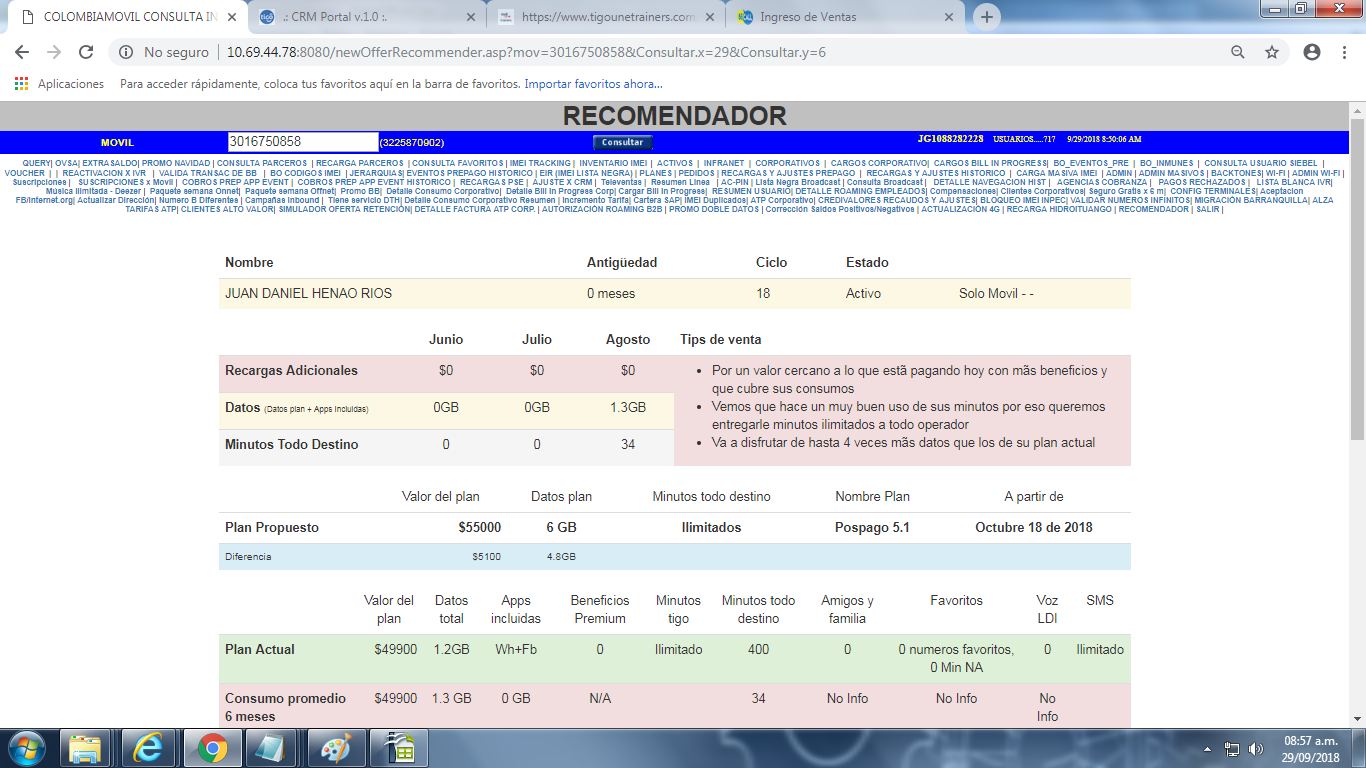 COLOMBIAMOVIL CONSULTA IN
.: CRM Portal v.1.0 :.
https://www.tigounetrainers.com
Ingreso de Ventas
No seguro | 10.69.44.78:8080/newOfferRecommender.asp?mov=3016750858&Consultar.x=29&Consultar.y=6
Aplicaciones Para acceder rápidamente, coloca tus favoritos aquí en la barra de favoritos. Importar favoritos ahora...
RECOMENDADOR
MOVIL 3016750858 (3225870902) Consultar JG1088282228 USUARIOS.....717 9/29/2018 8:50:06 AM
QUERY| OVSA| EXTRASALDO| PROMO NAVIDAD | CONSULTA PARCEROS | RECARGA PARCEROS | CONSULTA FAVORITOS | IMEI TRACKING | INVENTARIO IMEI | ACTIVOS | INFRANET | CORPORATIVOS | CARGOS CORPORATIVO| CARGOS BILL IN PROGRESS| BO_EVENTOS_PRE | BO_INMUNES | CONSULTA USUARIO SIEBEL |
VOUCHER | | REACTIVACION X IVR | VALIDA TRANSAC DE BB | BO CODIGOS IMEI | JERARQUIAS| EVENTOS PREPAGO HISTORICO | EIR (IMEI LISTA NEGRA) | PLANES | PEDIDOS | RECARGAS Y AJUSTES PREPAGO | RECARGAS Y AJUSTES HISTORICO | CARGA MASIVA IMEI | ADMIN | ADMIN MASIVOS | BACKTONES| WI-FI | ADMIN WI-FI |
Suscripciones | SUSCRIPCIONES x Movil | COBROS PREP APP EVENT | COBROS PREP APP EVENT HISTORICO | RECARGAS PSE | AJUSTE X CRM | Televentas | Resumen Linea | AC-PIN | Lista Negra Broadcast | Consulta Broadcast | DETALLE NAVEGACION HIST | AGENCIAS COBRANZA | PAGOS RECHAZADOS | LISTA BLANCA IVR|
Musica Ilimitada - Deezer | Paquete semana Offnet| Promo BB| Detalle Consumo Corporativo| Detalle Bill In Progress Corp| Cargar Bill In Progress| RESUMEN USUARIO| DETALLE ROAMING EMPLEADOS| Compensaciones| Clientes Corporativos| Seguro Gratis x 6 m| CONFIG TERMINALES| Aceptacion
FB/Internet.org| Actualizar Dirección| Numero B Diferentes | Campañas Inbound | Tiene servicio DTH| Detalle Consumo Corporativo Resumen | Incremento Tarifa| Cartera SAP| IMEI Duplicados| ATP Corporativo| CREDIVALORES RECAUDOS Y AJUSTES| BLOQUEO IMEI INPEC| VALIDAR NUMEROS INFINITOS| MIGRACIÓN BARRANQUILLA| ALZA
TARIFAS ATP| CLIENTES ALTO VALOR| SIMULADOR OFERTA RETENCIÓN| DETALLE FACTURA ATP CORP. | AUTORIZACIÓN ROAMING B2B | PROMO DOBLE DATOS | Corrección Saldos Positivos/Negativos | ACTUALIZACIÓN 4G | RECARGA HIDROITUANGO | RECOMENDADOR | SALIR |
Nombre Antigüedad Ciclo Estado
JUAN DANIEL HENAO RIOS 0 meses 18 Activo Solo Movil - -
Junio Julio Agosto Tips de venta
Recargas Adicionales $0 $0 $0
Datos (Datos plan + Apps incluidas) 0GB 0GB 1.3GB
Minutos Todo Destino 0 0 34
• Por un valor cercano a lo que estã pagando hoy con mãs beneficios y
que cubre sus consumos
• Vemos que hace un muy buen uso de sus minutos por eso queremos
entregarle minutos ilimitados a todo operador
• Va a disfrutar de hasta 4 veces mãs datos que los de su plan actual
Valor del plan Datos plan Minutos todo destino Nombre Plan A partir de
Plan Propuesto $55000 6 GB Ilimitados Pospago 5.1 Octubre 18 de 2018
Diferencia $5100 4.8GB
Valor del Datos Apps Beneficios Minutos Minutos todo Amigos y Favoritos Voz SMS
plan total incluidas Premium tigo destino familia LDI
Plan Actual $49900 1.2GB Wh+Fb 0 Ilimitado 400 0 0 numeros favoritos, 0 Ilimitado
0 Min NA
Consumo promedio $49900 1.3 GB 0 GB N/A 34 No Info No Info No
6 meses Info
08:57 a.m.
29/09/2018